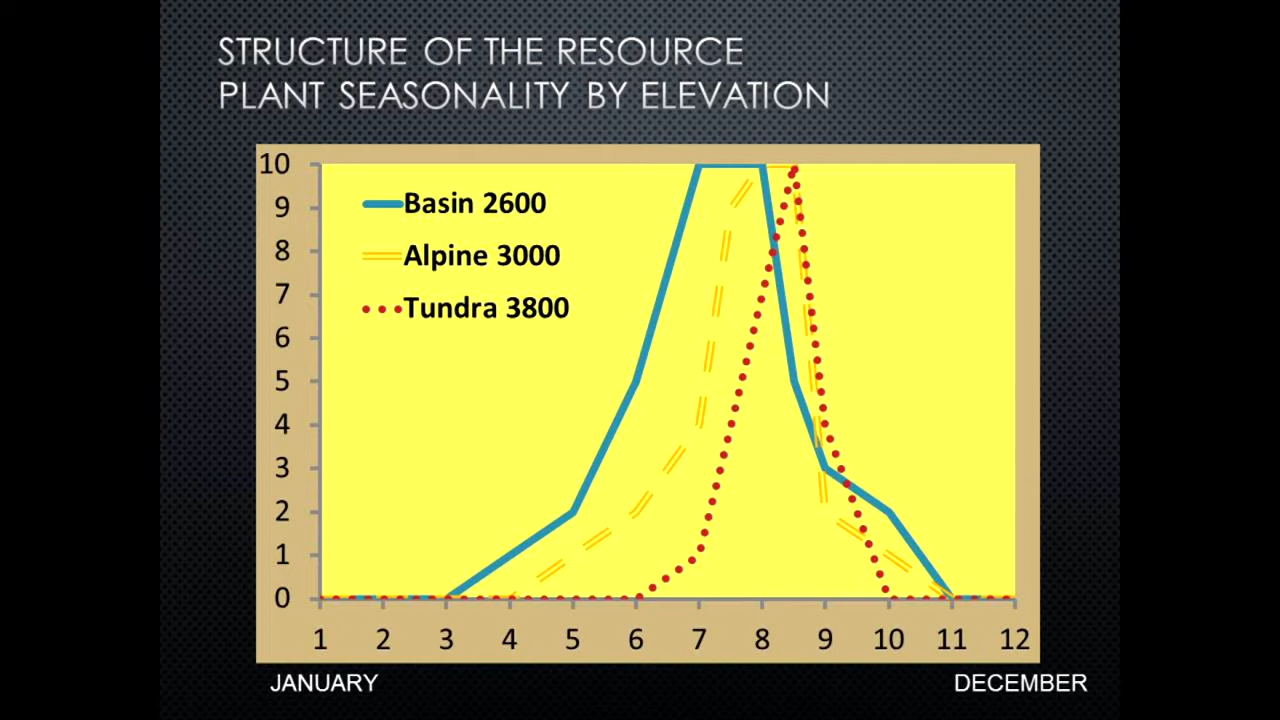 STRUCTURE OF THE RESOURCE
PLANT SEASONALITY BY ELEVATION
10
9
8
7
6
5
4
3
2
1
0
Basin 2600
Alpine 3000
Tundra 3800
1 2 3 4 5 6 7 8 9 10 11 12
JANUARY DECEMBER